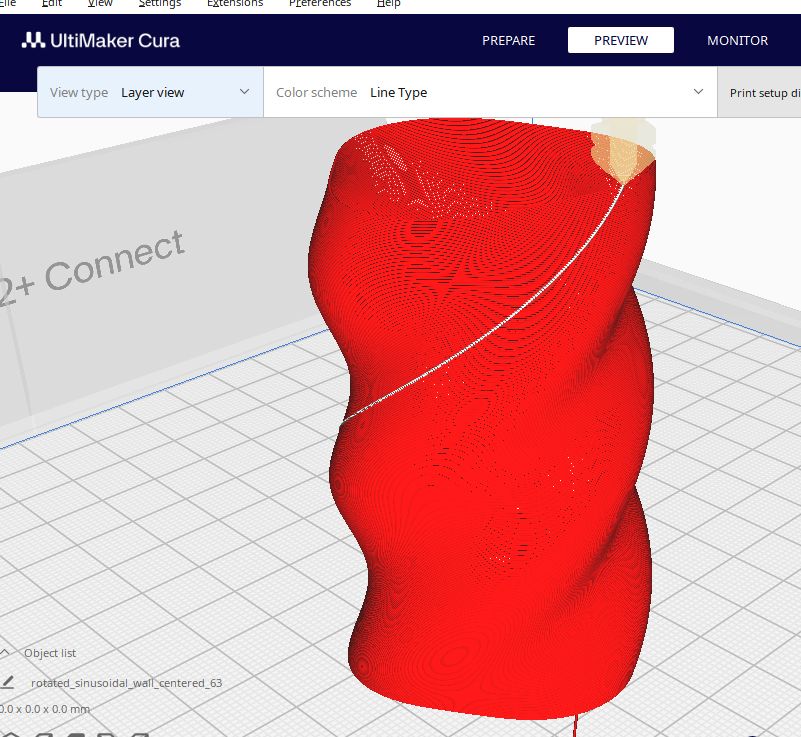 File Edit View Settings Extensions Preferences Help
UltiMaker Cura PREPARE PREVIEW MONITOR
View type Layer view Color scheme Line Type Print setup di
2+ Connect
Object list
rotated_sinusoidal_wall_centered_63
0.0 x 0.0 x 0.0 mm